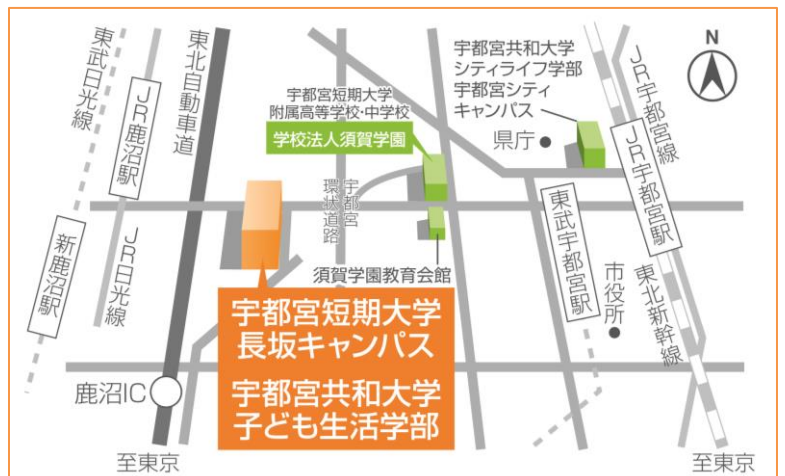 東武日光線
JR鹿沼駅
東北自動車道
新鹿沼駅
JR日光線
鹿沼IC
至東京
宇都宮短期大学
附属高等学校・中学校
学校法人須賀学園
宇都宮
環状道路
須賀学園教育会館
宇都宮短期大学
長坂キャンパス
宇都宮共和大学
子ども生活学部
宇都宮共和大学
シティライフ学部
宇都宮シティ
キャンパス
県庁
東武宇都宮駅
市役所
JR宇都宮線
JR宇都宮駅
東北新幹線
至東京
N